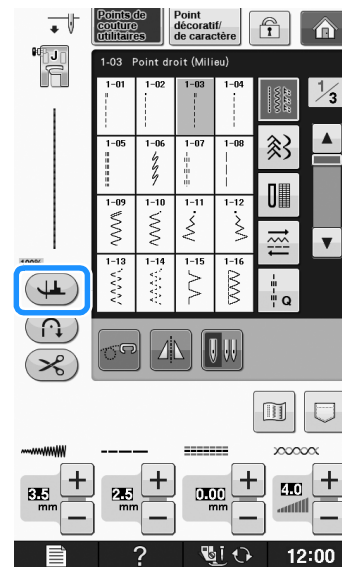 Points de
couture
utilitaires
Point
décoratif/
de caractère
J
1-03 Point droit (Milieu)
1/3
1-01 1-02 1-03 1-04
1-05 1-06 1-07 1-08
1-09 1-10 1-11 1-12
1-13 1-14 1-15 1-16
Q
100%
3.5 mm
2.5 mm
0.00 mm
4.0
+ + + +
− − − −
? 12:00